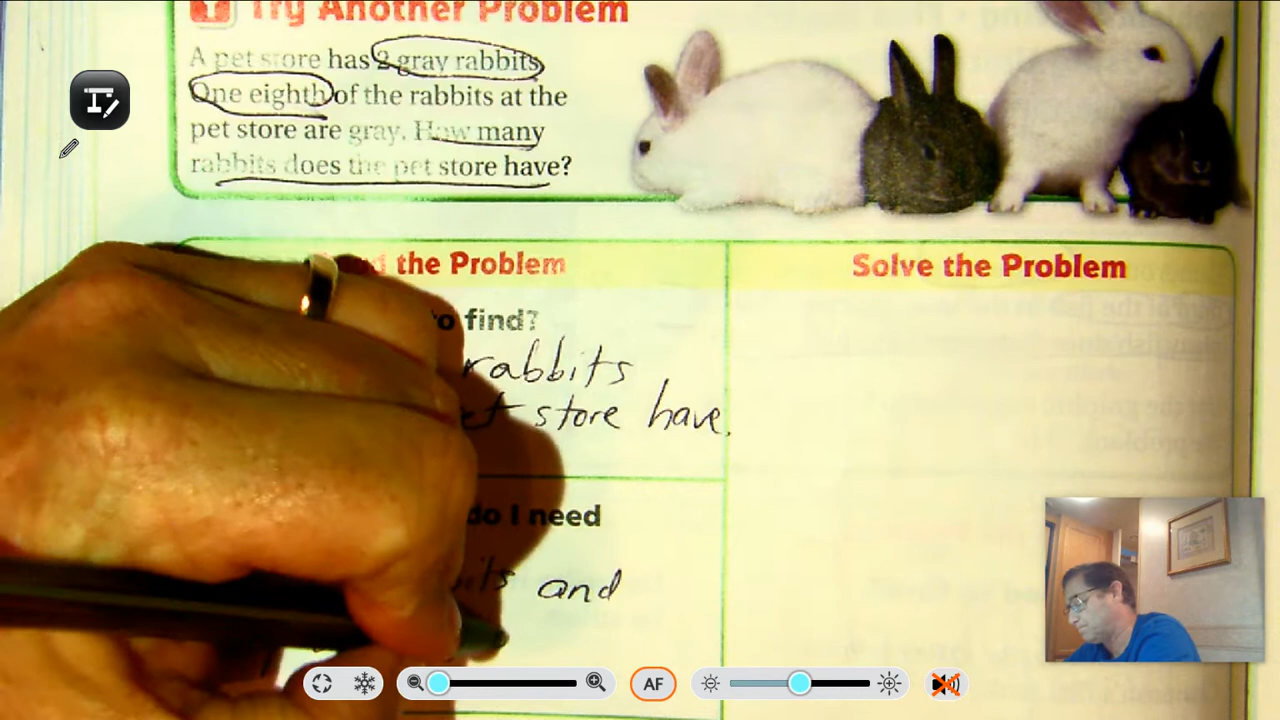 Try Another Problem
A pet store has 2 gray rabbits.
One eighth of the rabbits at the
pet store are gray. How many
rabbits does the pet store have?
the Problem
Solve the Problem
to find?
rabbits
store have.
do I need
and
AF